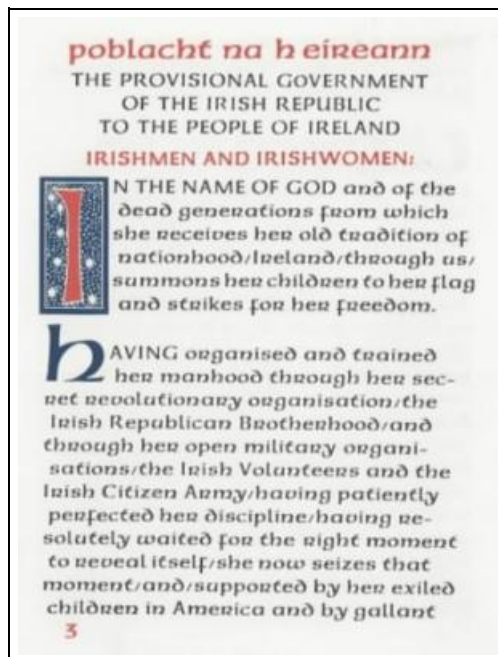 poblacht na h eireann
THE PROVISIONAL GOVERNMENT
OF THE IRISH REPUBLIC
TO THE PEOPLE OF IRELAND
IRISHMEN AND IRISHWOMEN:
IN THE NAME OF GOD and of the
dead generations from which
she receives her old tradition of
nationhood/Ireland/through us/
summons her children to her flag
and strikes for her freedom.
hAVING organised and trained
her manhood through her sec-
ret revolutionary organisation/the
Irish Republican Brotherhood/and
through her open military organi-
sations/the Irish Volunteers and the
Irish Citizen Army/having patiently
perfected her discipline/having re-
solutely waited for the right moment
to reveal itself/she now seizes that
moment/and/supported by her exiled
children in America and by gallant
3